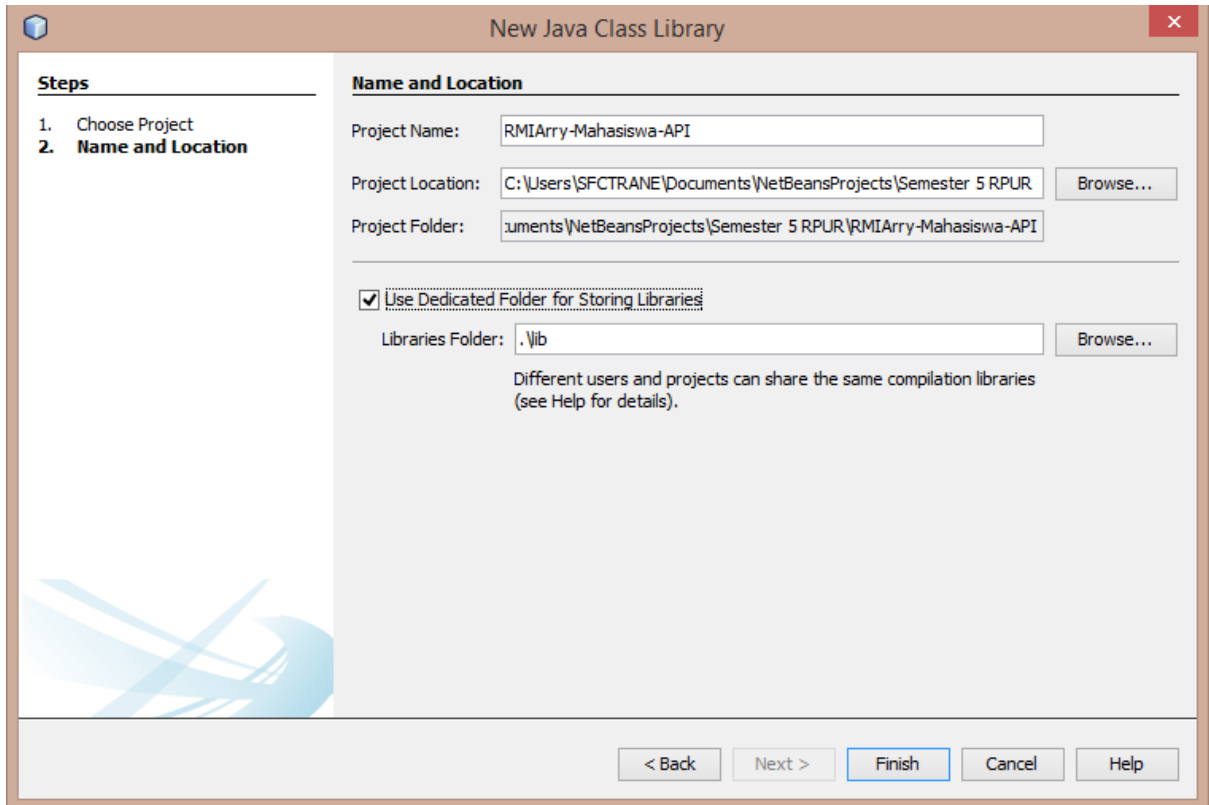 New Java Class Library
Steps
1. Choose Project
2. Name and Location
Name and Location
Project Name: RMIArry-Mahasiswa-API
Project Location: C:\Users\SFCTRANE\Documents\NetBeansProjects\Semester 5 RPUR Browse...
Project Folder: :uments\NetBeansProjects\Semester 5 RPUR\RMIArry-Mahasiswa-API
Use Dedicated Folder for Storing Libraries
Libraries Folder: .\lib Browse...
Different users and projects can share the same compilation libraries
(see Help for details).
< Back Next > Finish Cancel Help